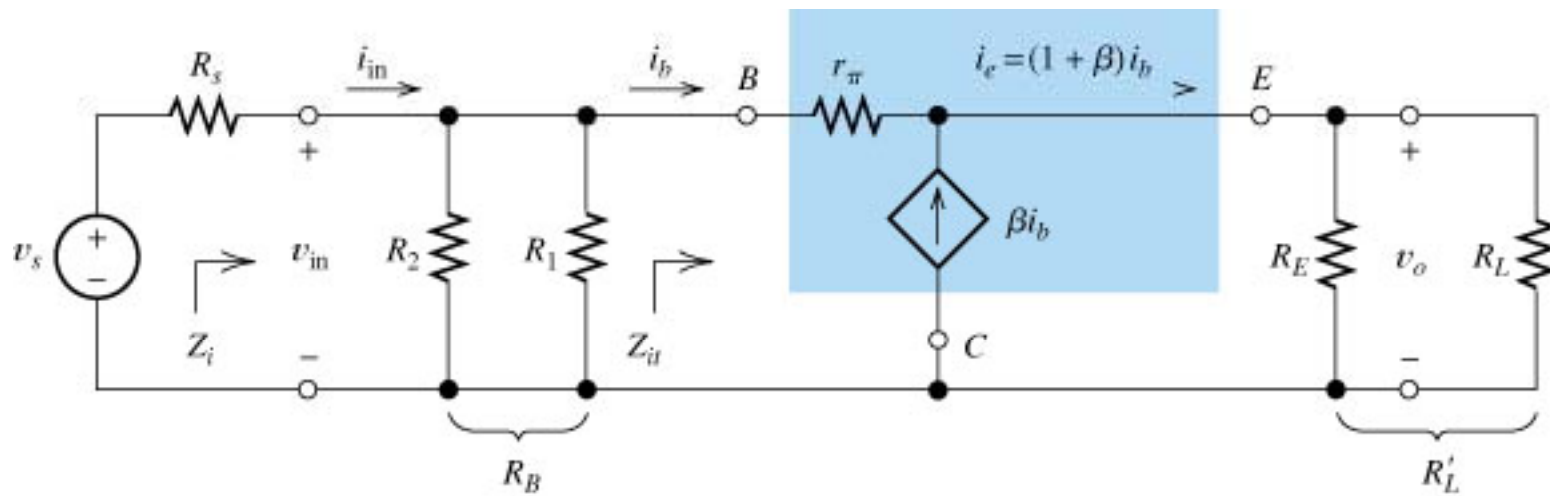 R_s
i_in
i_b
B
r_π
i_e = (1 + β) i_b
E
+
+
+
−
v_s
v_in
R_2
R_1
βi_b
R_E
v_o
R_L
Z_i
−
Z_it
C
−
R_B
R'_L